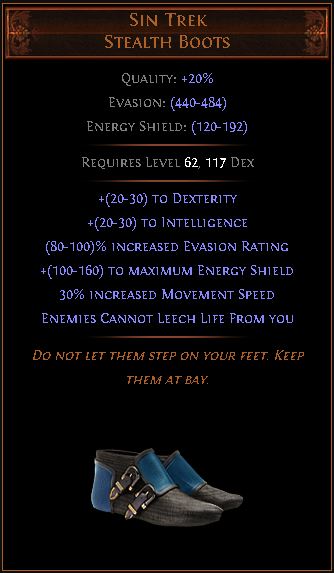 Sin Trek
Stealth Boots
Quality: +20%
Evasion: (440-484)
Energy Shield: (120-192)
Requires Level 62, 117 Dex
+(20-30) to Dexterity
+(20-30) to Intelligence
(80-100)% increased Evasion Rating
+(100-160) to maximum Energy Shield
30% increased Movement Speed
Enemies Cannot Leech Life From you
Do not let them step on your feet. Keep
them at bay.